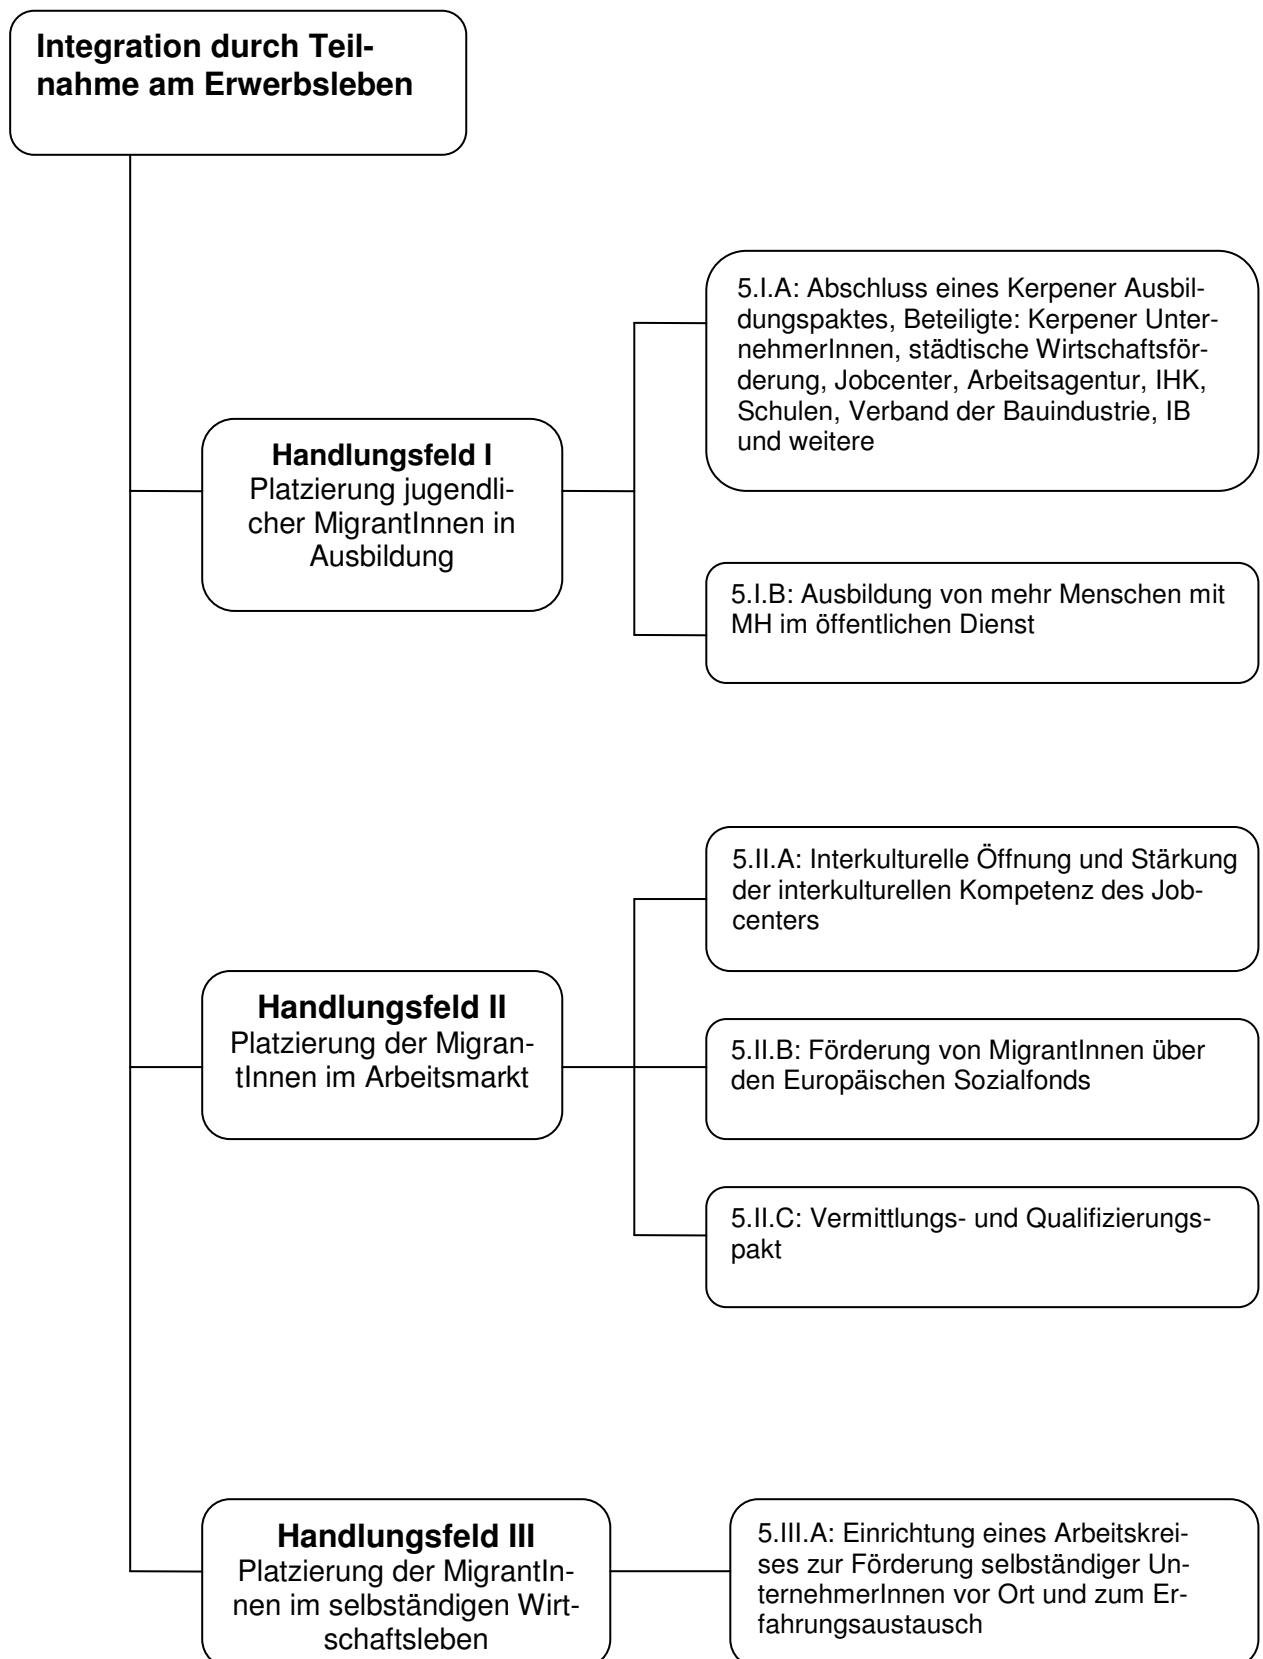 Integration durch Teil-
nahme am Erwerbsleben
5.I.A: Abschluss eines Kerpener Ausbil-
dungspaktes, Beteiligte: Kerpener Unter-
nehmerInnen, städtische Wirtschaftsför-
derung, Jobcenter, Arbeitsagentur, IHK,
Schulen, Verband der Bauindustrie, IB
und weitere
Handlungsfeld I
Platzierung jugendli-
cher MigrantInnen in
Ausbildung
5.I.B: Ausbildung von mehr Menschen mit
MH im öffentlichen Dienst
5.II.A: Interkulturelle Öffnung und Stärkung
der interkulturellen Kompetenz des Job-
centers
Handlungsfeld II
Platzierung der Migran-
tInnen im Arbeitsmarkt
5.II.B: Förderung von MigrantInnen über
den Europäischen Sozialfonds
5.II.C: Vermittlungs- und Qualifizierungs-
pakt
Handlungsfeld III
Platzierung der MigrantIn-
nen im selbständigen Wirt-
schaftsleben
5.III.A: Einrichtung eines Arbeitskrei-
ses zur Förderung selbständiger Un-
ternehmerInnen vor Ort und zum Er-
fahrungsaustausch